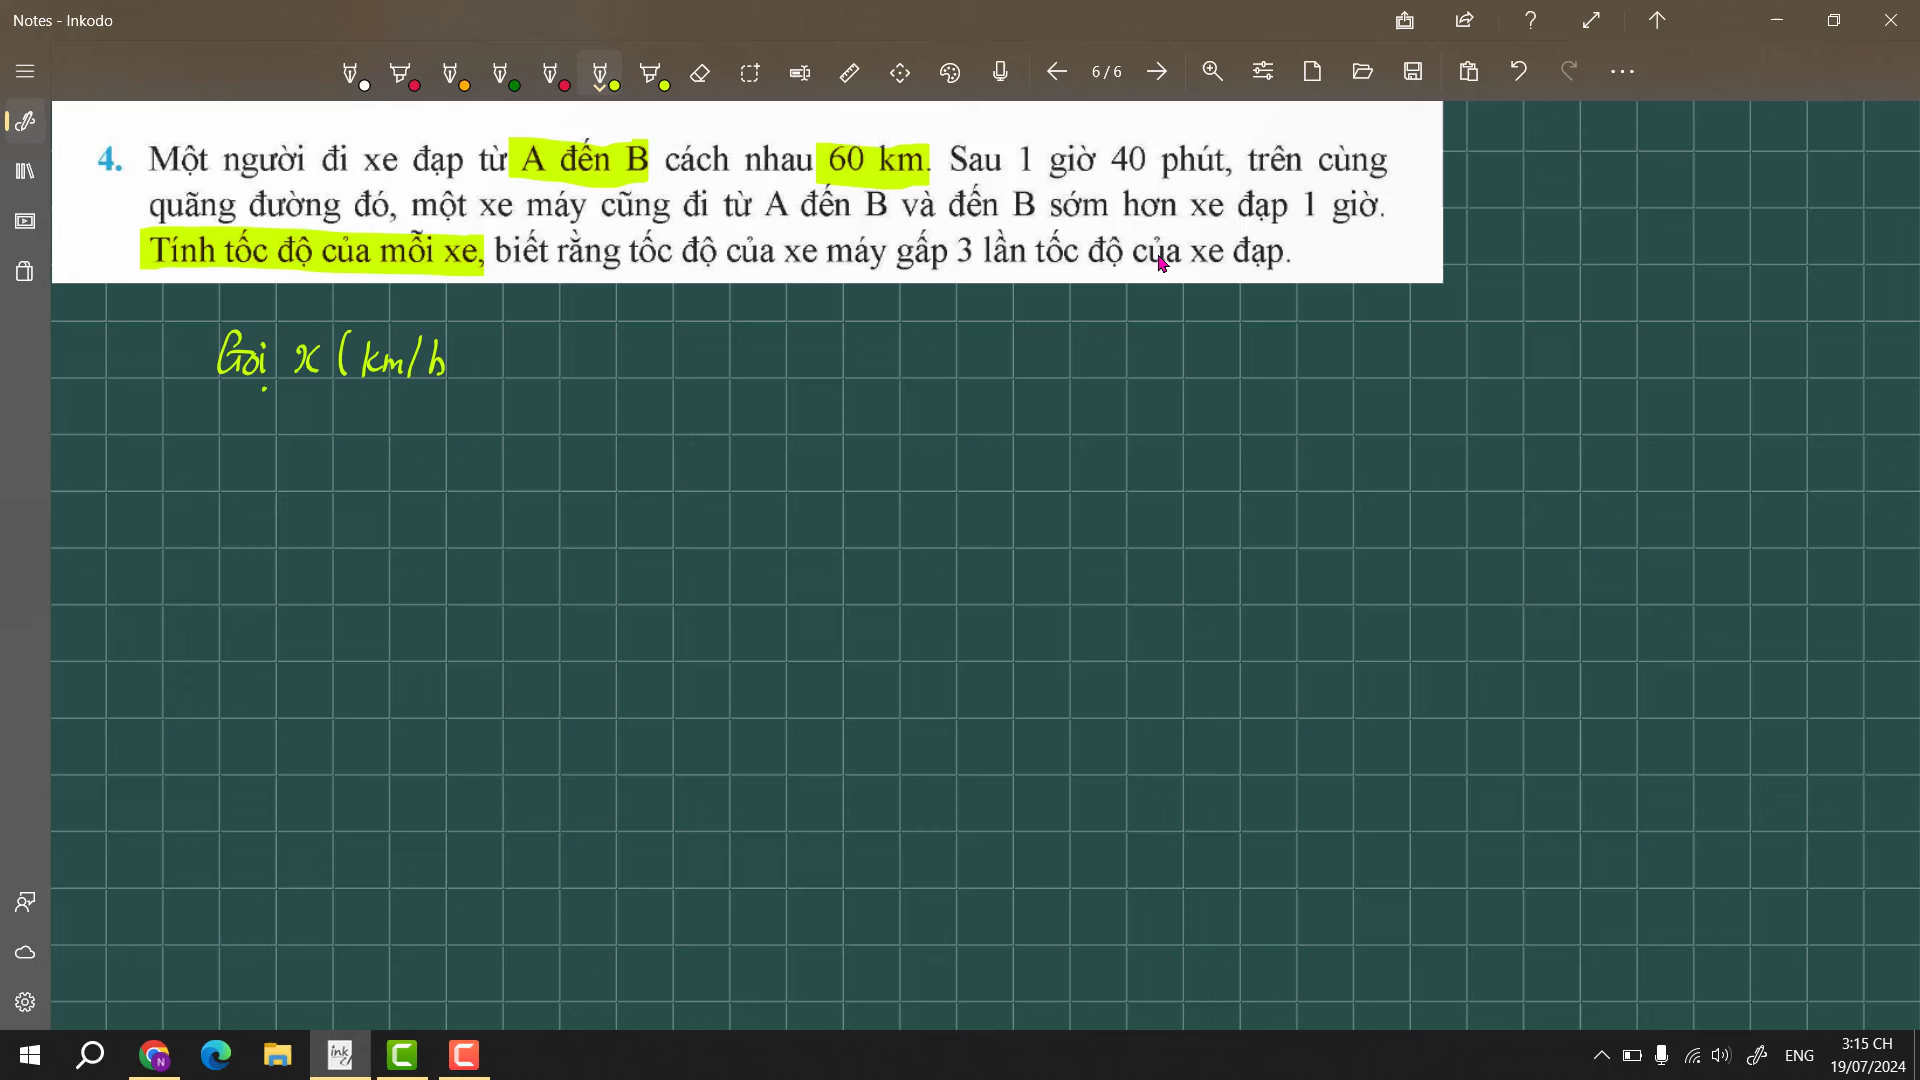 Notes - Inkodo
6 / 6
4. Một người đi xe đạp từ A đến B cách nhau 60 km. Sau 1 giờ 40 phút, trên cùng
quãng đường đó, một xe máy cũng đi từ A đến B và đến B sớm hơn xe đạp 1 giờ.
Tính tốc độ của mỗi xe, biết rằng tốc độ của xe máy gấp 3 lần tốc độ của xe đạp.
Gọi x (km/h
N
ink
ENG
3:15 CH
19/07/2024